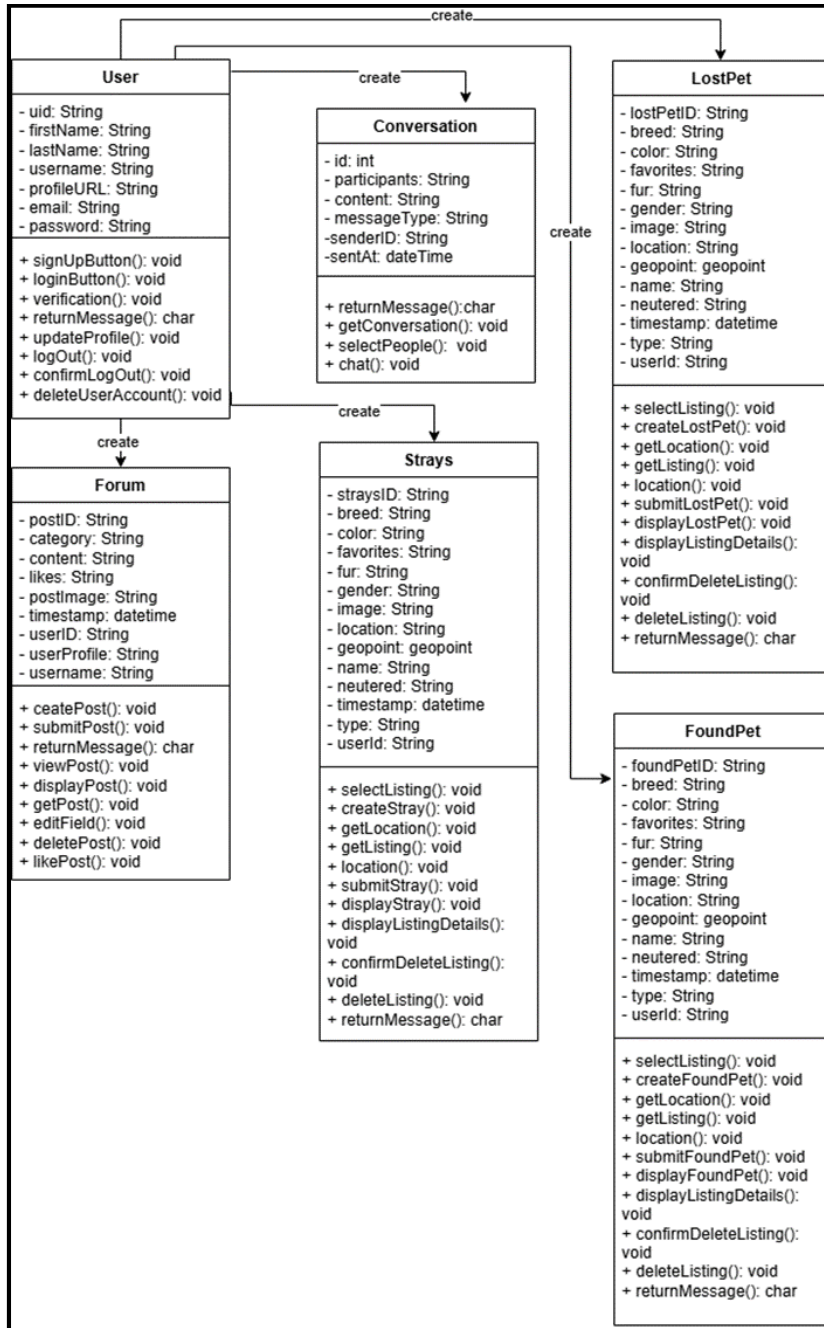 create
User
- uid: String
- firstName: String
- lastName: String
- username: String
- profileURL: String
- email: String
- password: String
+ signUpButton(): void
+ loginButton(): void
+ verification(): void
+ returnMessage(): char
+ updateProfile(): void
+ logOut(): void
+ confirmLogOut(): void
+ deleteUserAccount(): void
create
Conversation
- id: int
- participants: String
- content: String
- messageType: String
-senderID: String
-sentAt: dateTime
+ returnMessage():char
+ getConversation(): void
+ selectPeople(): void
+ chat(): void
create
LostPet
- lostPetID: String
- breed: String
- color: String
- favorites: String
- fur: String
- gender: String
- image: String
- location: String
- geopoint: geopoint
- name: String
- neutered: String
- timestamp: datetime
- type: String
- userId: String
+ selectListing(): void
+ createLostPet(): void
+ getLocation(): void
+ getListing(): void
+ location(): void
+ submitLostPet(): void
+ displayLostPet(): void
+ displayListingDetails():
void
+ confirmDeleteListing():
void
+ deleteListing(): void
+ returnMessage(): char
create
Forum
- postID: String
- category: String
- content: String
- likes: String
- postImage: String
- timestamp: datetime
- userID: String
- userProfile: String
- username: String
+ ceatePost(): void
+ submitPost(): void
+ returnMessage(): char
+ viewPost(): void
+ displayPost(): void
+ getPost(): void
+ editField(): void
+ deletePost(): void
+ likePost(): void
create
Strays
- straysID: String
- breed: String
- color: String
- favorites: String
- fur: String
- gender: String
- image: String
- location: String
- geopoint: geopoint
- name: String
- neutered: String
- timestamp: datetime
- type: String
- userId: String
+ selectListing(): void
+ createStray(): void
+ getLocation(): void
+ getListing(): void
+ location(): void
+ submitStray(): void
+ displayStray(): void
+ displayListingDetails():
void
+ confirmDeleteListing():
void
+ deleteListing(): void
+ returnMessage(): char
FoundPet
- foundPetID: String
- breed: String
- color: String
- favorites: String
- fur: String
- gender: String
- image: String
- location: String
- geopoint: geopoint
- name: String
- neutered: String
- timestamp: datetime
- type: String
- userId: String
+ selectListing(): void
+ createFoundPet(): void
+ getLocation(): void
+ getListing(): void
+ location(): void
+ submitFoundPet(): void
+ displayFoundPet(): void
+ displayListingDetails():
void
+ confirmDeleteListing():
void
+ deleteListing(): void
+ returnMessage(): char